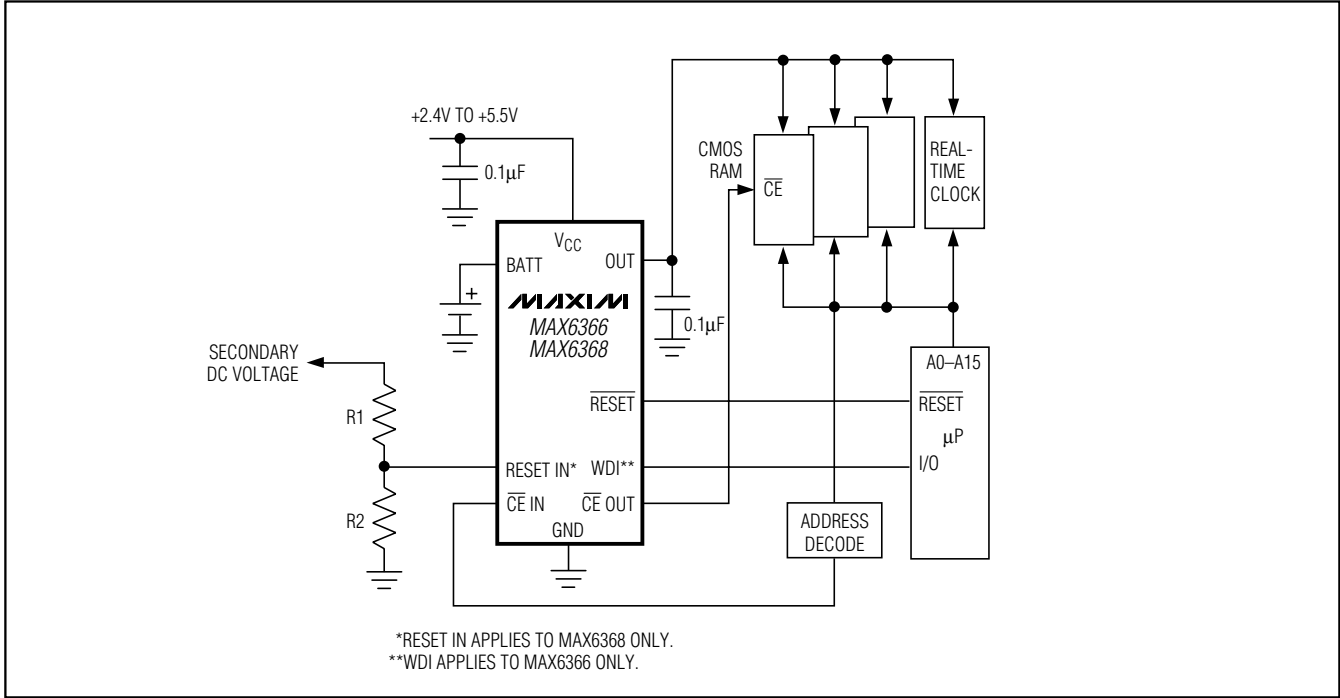 +2.4V TO +5.5V
0.1µF
CMOS
RAM
CE
REAL-
TIME
CLOCK
VCC
BATT
OUT
+
MAXIM
MAX6366
MAX6368
0.1µF
SECONDARY
DC VOLTAGE
A0–A15
RESET
RESET
R1
µP
RESET IN*
WDI**
I/O
CE IN
CE OUT
R2
ADDRESS
DECODE
GND
*RESET IN APPLIES TO MAX6368 ONLY.
**WDI APPLIES TO MAX6366 ONLY.